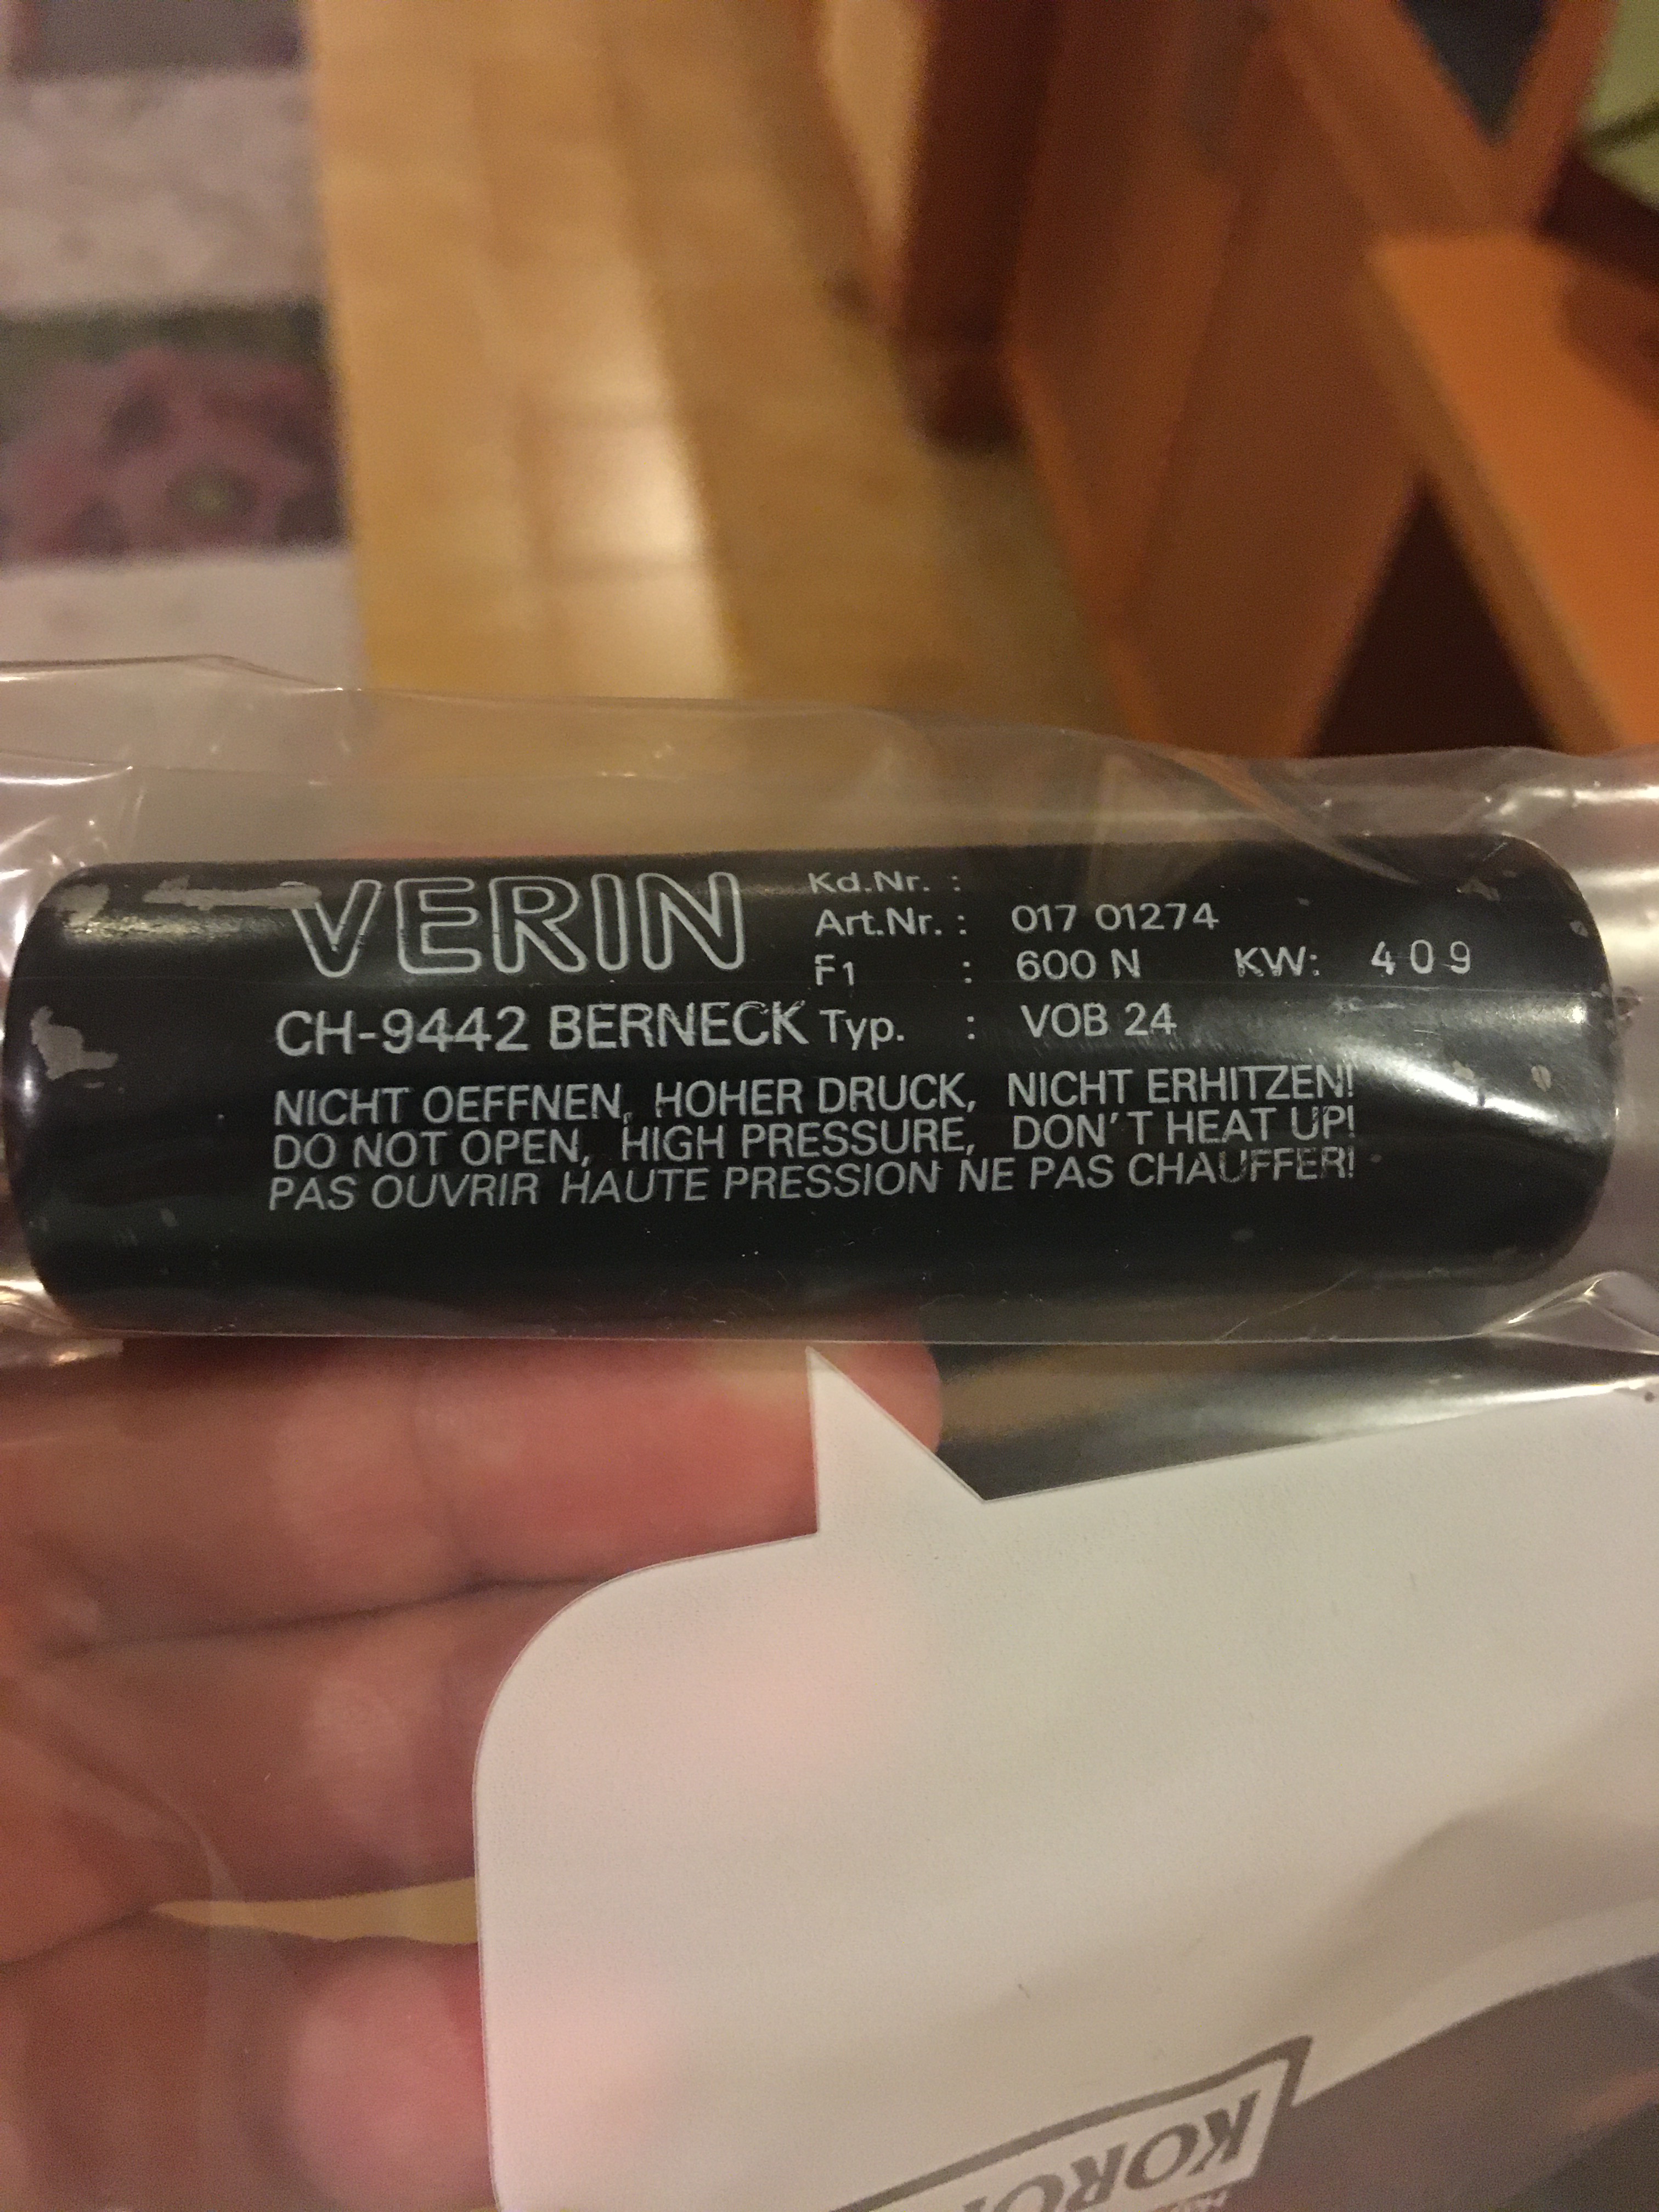 VERIN
CH-9442 BERNECK
Kd.Nr. :
Art.Nr. : 017 01274
F1 : 600 N KW: 409
Typ. : VOB 24
NICHT OEFFNEN, HOHER DRUCK, NICHT ERHITZEN!
DO NOT OPEN, HIGH PRESSURE, DON'T HEAT UP!
PAS OUVRIR HAUTE PRESSION NE PAS CHAUFFER!